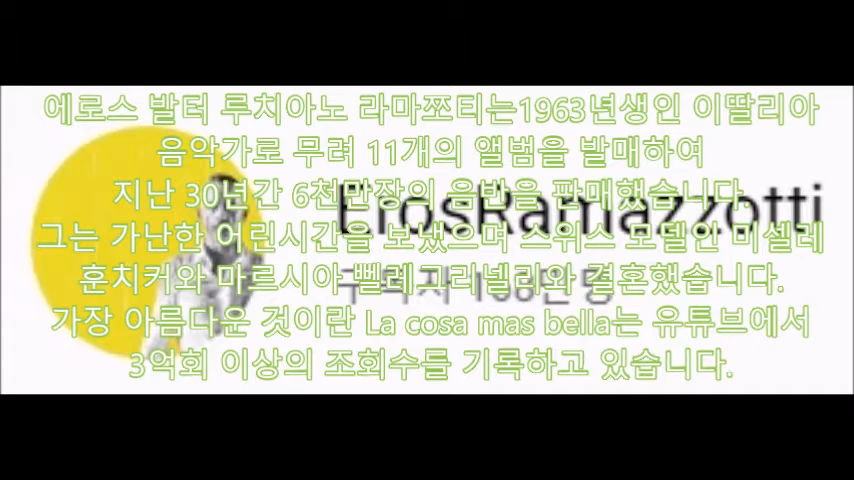 에로스 발터 루치아노 라마쪼티는1963년생인 이딸리아
음악가로 무려 11개의 앨범을 발매하여
지난 30년간 6천만장의 음반을 판매했습니다.
그는 가난한 어린시간을 보냈으며 스위스 모델인 미셀레
훈치커와 마르시아 뻴레그리넬리와 결혼했습니다.
가장 아름다운 것이란 La cosa mas bella는 유튜브에서
3억회 이상의 조회수를 기록하고 있습니다.
ErosRamazzotti
구독자